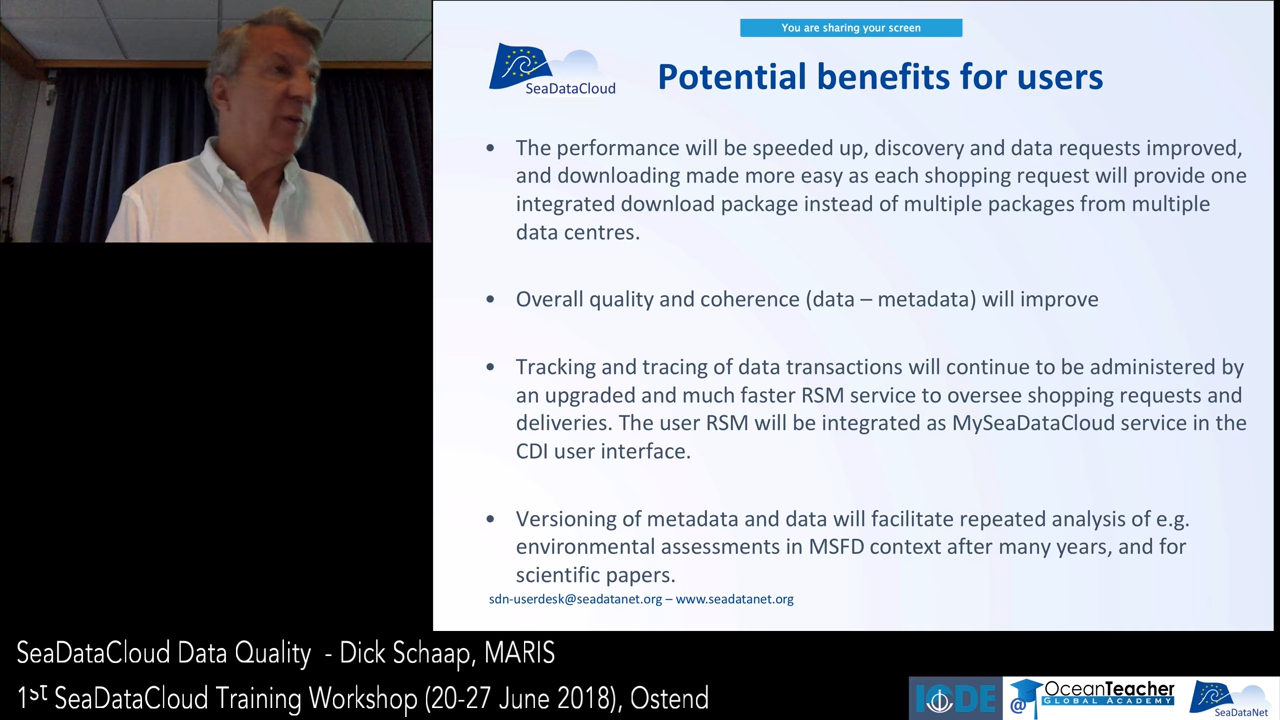 You are sharing your screen
SeaDataCloud
Potential benefits for users
• The performance will be speeded up, discovery and data requests improved,
and downloading made more easy as each shopping request will provide one
integrated download package instead of multiple packages from multiple
data centres.
• Overall quality and coherence (data – metadata) will improve
• Tracking and tracing of data transactions will continue to be administered by
an upgraded and much faster RSM service to oversee shopping requests and
deliveries. The user RSM will be integrated as MySeaDataCloud service in the
CDI user interface.
• Versioning of metadata and data will facilitate repeated analysis of e.g.
environmental assessments in MSFD context after many years, and for
scientific papers.
sdn-userdesk@seadatanet.org – www.seadatanet.org
SeaDataCloud Data Quality - Dick Schaap, MARIS
1st SeaDataCloud Training Workshop (20-27 June 2018), Ostend
IODE
@ OceanTeacher
GLOBAL ACADEMY
SeaDataNet